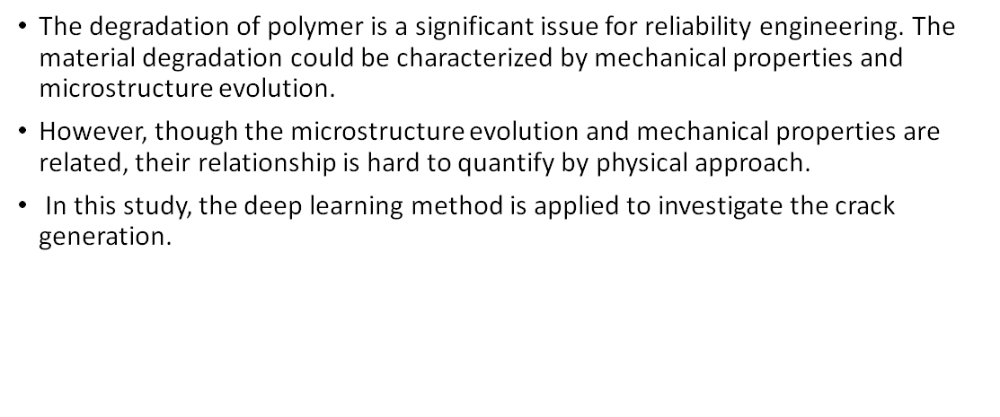 • The degradation of polymer is a significant issue for reliability engineering. The
material degradation could be characterized by mechanical properties and
microstructure evolution.
• However, though the microstructure evolution and mechanical properties are
related, their relationship is hard to quantify by physical approach.
• In this study, the deep learning method is applied to investigate the crack
generation.